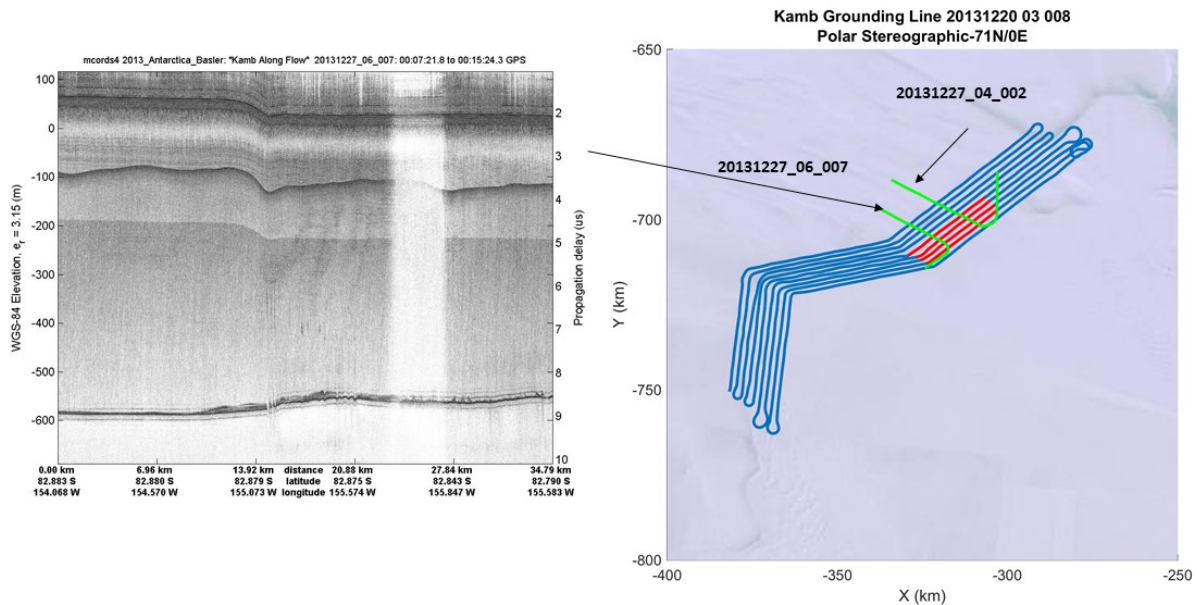 mcords4 2013_Antarctica_Basler: "Kamb Along Flow" 20131227_06_007: 00:07:21.8 to 00:15:24.3 GPS
100
0
-100
-200
-300
-400
-500
-600
WGS-84 Elevation, e_r = 3.15 (m)
2
3
4
5
6
7
8
9
10
Propagation delay (us)
0.00 km 6.96 km 13.92 km distance 20.88 km 27.84 km 34.79 km
82.883 S 82.880 S 82.879 S latitude 82.875 S 82.843 S 82.790 S
154.068 W 154.570 W 155.073 W longitude 155.574 W 155.847 W 155.583 W
Kamb Grounding Line 20131220 03 008
Polar Stereographic-71N/0E
-650
-700
-750
-800
Y (km)
20131227_04_002
20131227_06_007
-400 -350 -300 -250
X (km)